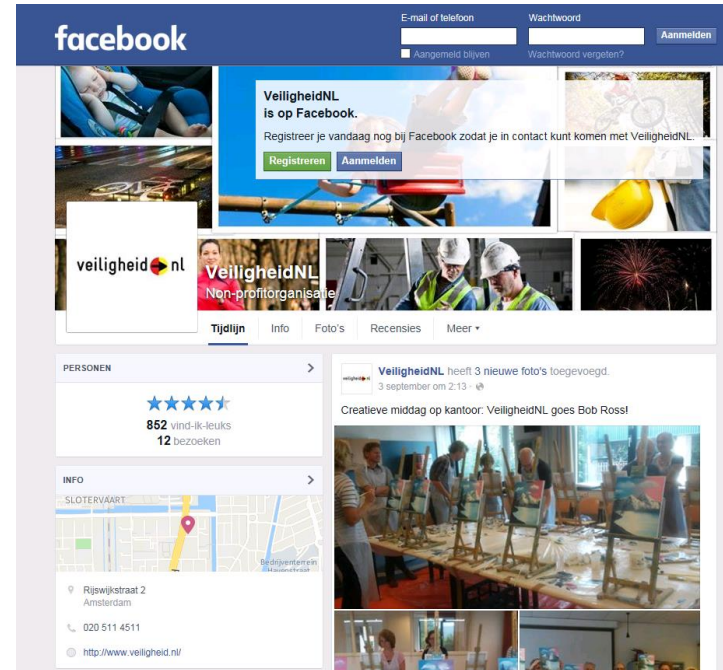 facebook
E-mail of telefoon
Wachtwoord
Aanmelden
Aangemeld blijven
Wachtwoord vergeten?
VeiligheidNL
is op Facebook.
Registreer je vandaag nog bij Facebook zodat je in contact kunt komen met VeiligheidNL.
Registreren Aanmelden
veiligheid nl
VeiligheidNL
Non-profitorganisatie
Tijdlijn Info Foto's Recensies Meer
PERSONEN
852 vind-ik-leuks
12 bezoeken
INFO
SLOTERVAART
Bedrijventerrein
Rijswijkstraat 2
Amsterdam
020 511 4511
http://www.veiligheid.nl/
VeiligheidNL heeft 3 nieuwe foto's toegevoegd.
3 september om 2:13 ·
Creatieve middag op kantoor: VeiligheidNL goes Bob Ross!